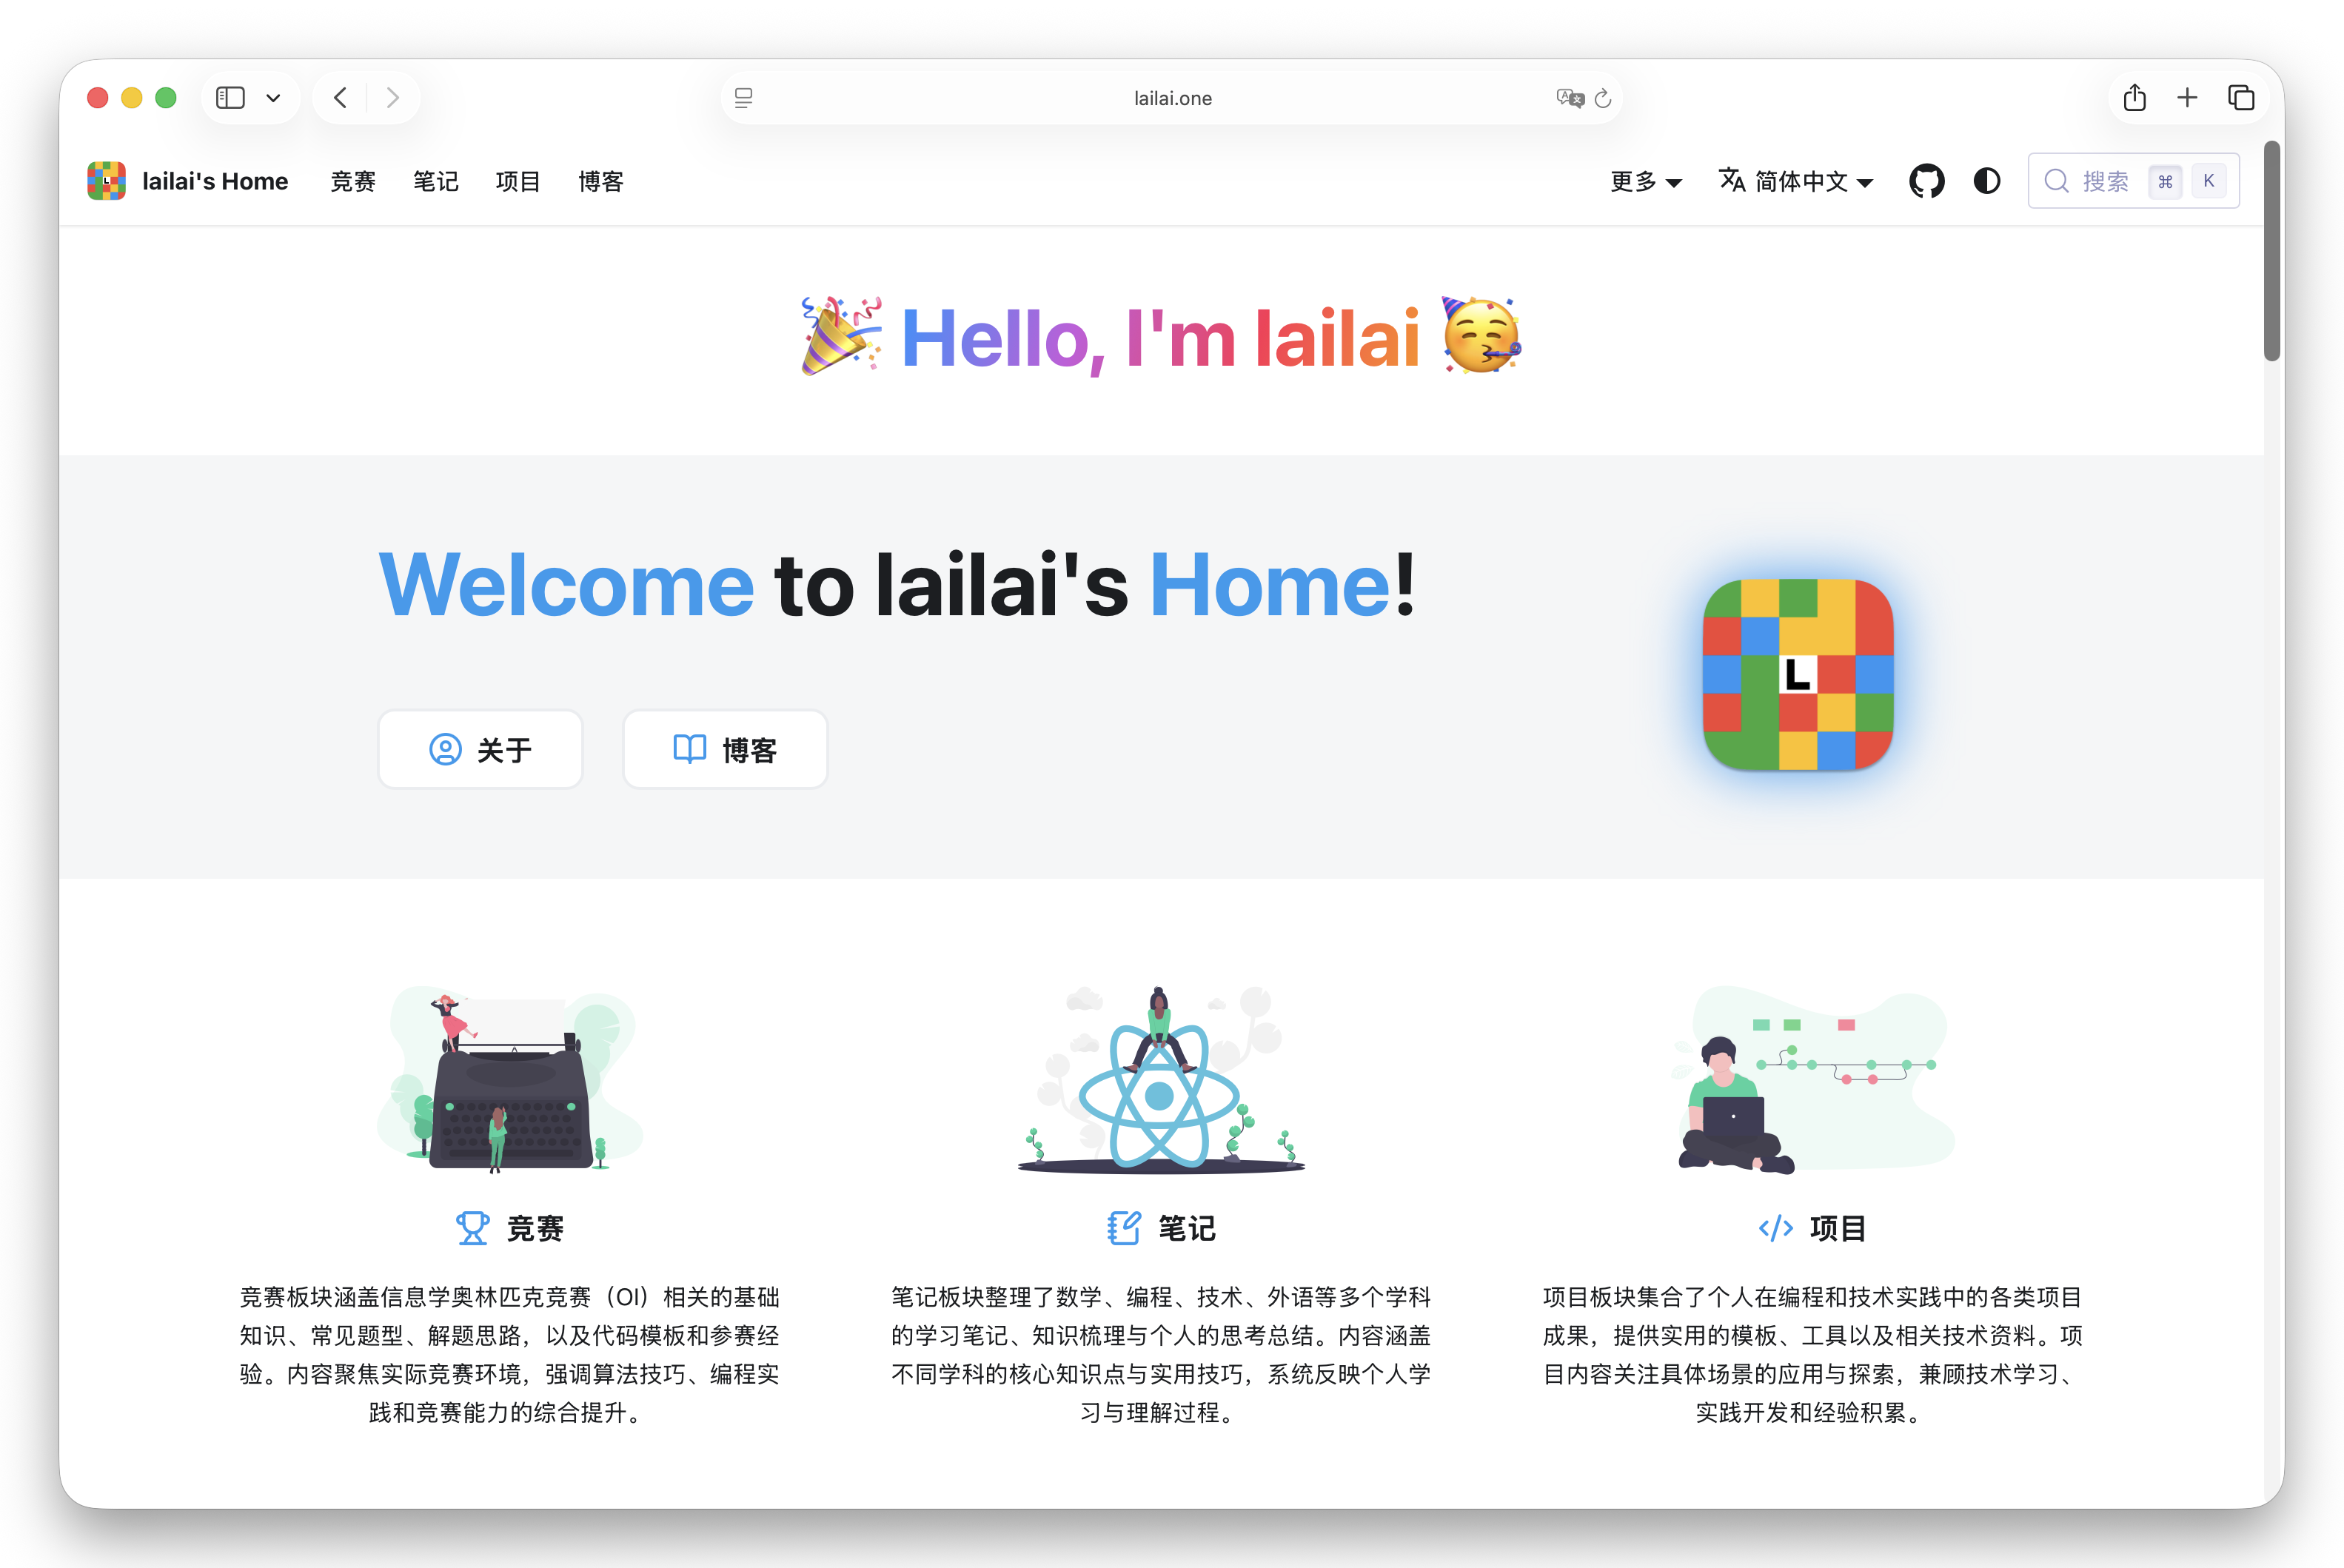 lailai.one
lailai's Home 竞赛 笔记 项目 博客 更多 简体中文 搜索 ⌘ K
🎉 Hello, I'm lailai 🥳
Welcome to lailai's Home!
L
关于 博客
竞赛
竞赛板块涵盖信息学奥林匹克竞赛（OI）相关的基础
知识、常见题型、解题思路，以及代码模板和参赛经
验。内容聚焦实际竞赛环境，强调算法技巧、编程实
践和竞赛能力的综合提升。
笔记
笔记板块整理了数学、编程、技术、外语等多个学科
的学习笔记、知识梳理与个人的思考总结。内容涵盖
不同学科的核心知识点与实用技巧，系统反映个人学
习与理解过程。
项目
项目板块集合了个人在编程和技术实践中的各类项目
成果，提供实用的模板、工具以及相关技术资料。项
目内容关注具体场景的应用与探索，兼顾技术学习、
实践开发和经验积累。